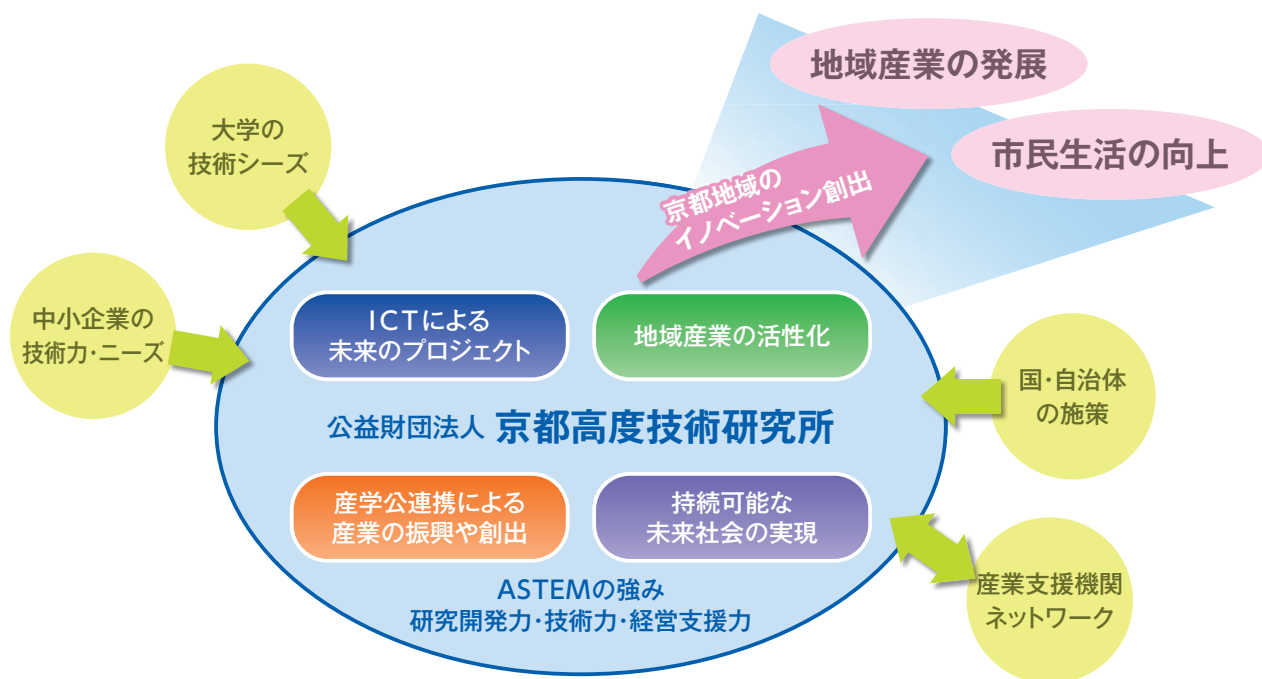 地域産業の発展
市民生活の向上
京都地域の
イノベーション創出
大学の
技術シーズ
中小企業の
技術力・ニーズ
ICTによる
未来のプロジェクト
地域産業の活性化
国・自治体
の施策
公益財団法人 京都高度技術研究所
産学公連携による
産業の振興や創出
持続可能な
未来社会の実現
産業支援機関
ネットワーク
ASTEMの強み
研究開発力・技術力・経営支援力